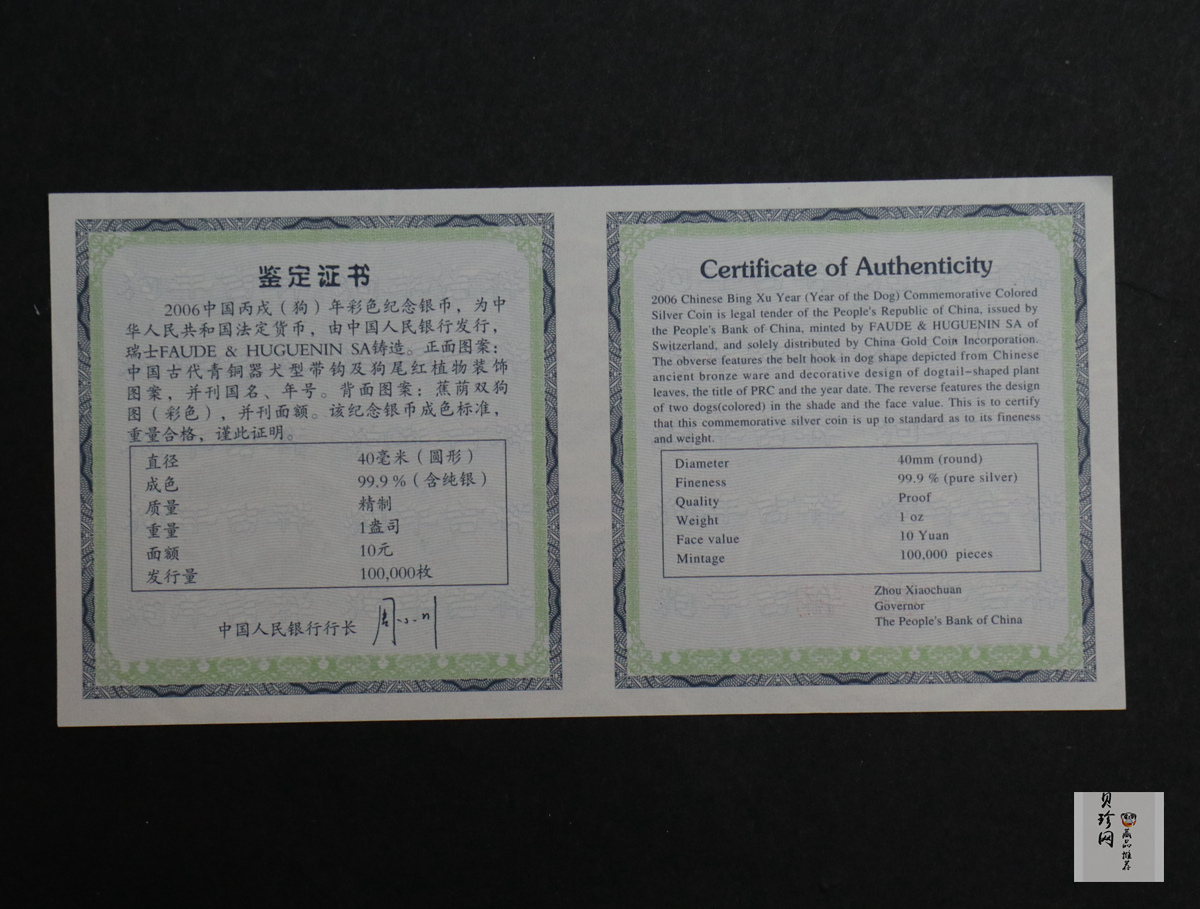 鉴定证书
2006中国丙戌（狗）年彩色纪念银币，为中
华人民共和国法定货币，由中国人民银行发行，
瑞士FAUDE & HUGUENIN SA铸造。正面图案：
中国古代青铜器犬型带钩及狗尾红植物装饰
图案，并刊国名、年号。背面图案：蕉荫双狗
图（彩色），并刊面额。该纪念银币成色标准，
重量合格，谨此证明。
直径 40毫米（圆形）
成色 99.9 %（含纯银）
质量 精制
重量 1盎司
面额 10元
发行量 100,000枚
中国人民银行行长 周小川
Certificate of Authenticity
2006 Chinese Bing Xu Year (Year of the Dog) Commemorative Colored
Silver Coin is legal tender of the People's Republic of China, issued by
the People's Bank of China, minted by FAUDE & HUGUENIN SA of
Switzerland, and solely distributed by China Gold Coin Incorporation.
The obverse features the belt hook in dog shape depicted from Chinese
ancient bronze ware and decorative design of dogtail-shaped plant
leaves, the title of PRC and the year date. The reverse features the design
of two dogs(colored) in the shade and the face value. This is to certify
that this commemorative silver coin is up to standard as to its fineness
and weight.
Diameter 40mm (round)
Fineness 99.9 % (pure silver)
Quality Proof
Weight 1 oz
Face value 10 Yuan
Mintage 100,000 pieces
Zhou Xiaochuan
Governor
The People's Bank of China
贝珍网
藏品推荐